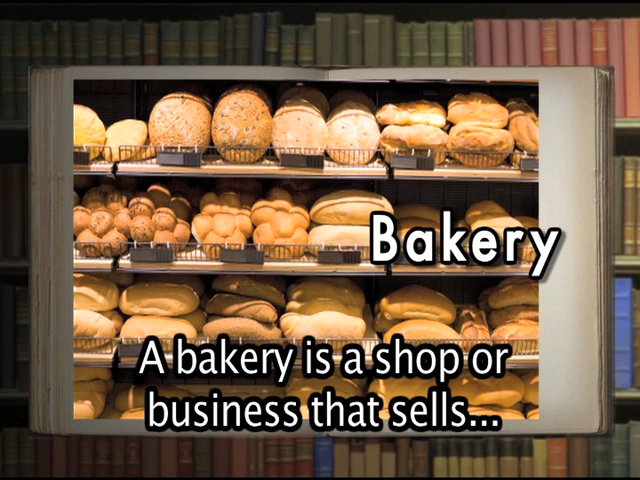 Bakery
A bakery is a shop or
business that sells...